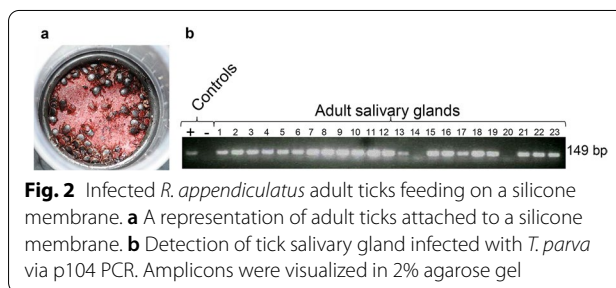 a
b
Controls
Adult salivary glands
+ - 1 2 3 4 5 6 7 8 9 10 11 12 13 14 15 16 17 18 19 20 21 22 23
149 bp
Fig. 2 Infected R. appendiculatus adult ticks feeding on a silicone
membrane. a A representation of adult ticks attached to a silicone
membrane. b Detection of tick salivary gland infected with T. parva
via p104 PCR. Amplicons were visualized in 2% agarose gel